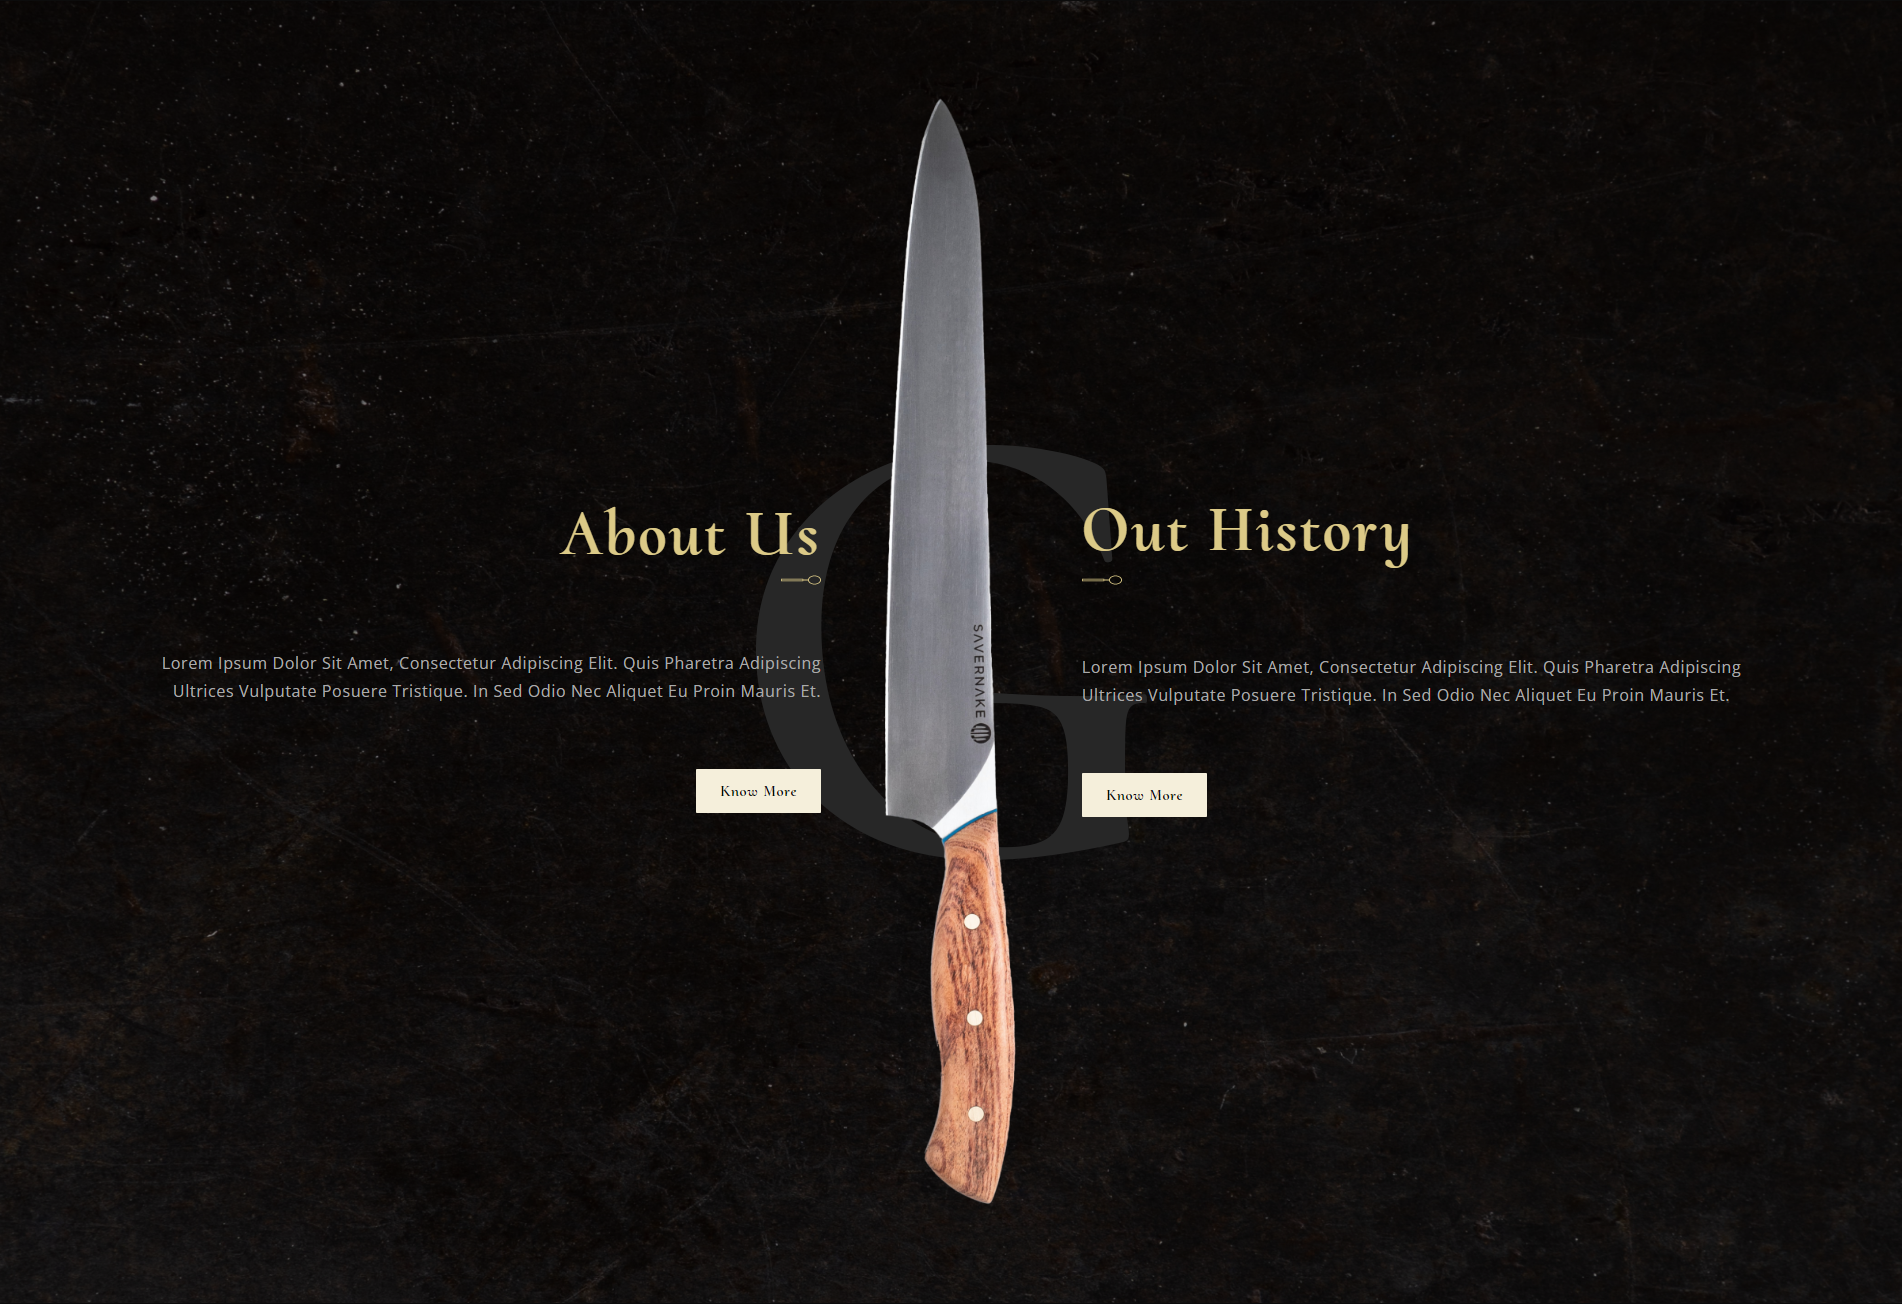 G
About Us
Lorem Ipsum Dolor Sit Amet, Consectetur Adipiscing Elit. Quis Pharetra Adipiscing
Ultrices Vulputate Posuere Tristique. In Sed Odio Nec Aliquet Eu Proin Mauris Et.
Know More
SAVERNAKE
Out History
Lorem Ipsum Dolor Sit Amet, Consectetur Adipiscing Elit. Quis Pharetra Adipiscing
Ultrices Vulputate Posuere Tristique. In Sed Odio Nec Aliquet Eu Proin Mauris Et.
Know More